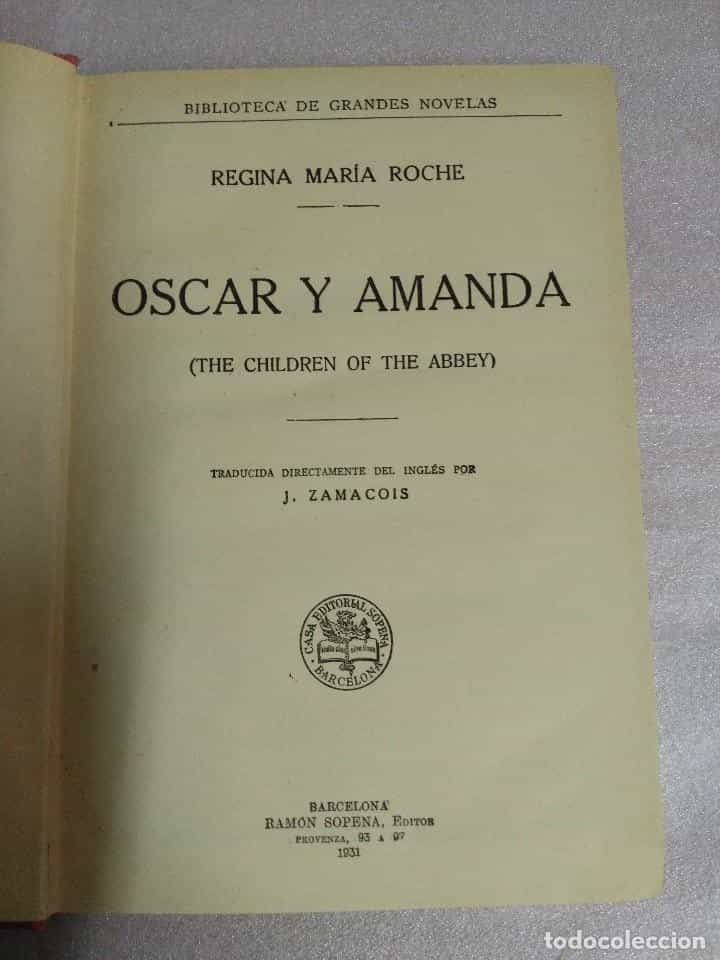 BIBLIOTECA DE GRANDES NOVELAS
REGINA MARÍA ROCHE
OSCAR Y AMANDA
(THE CHILDREN OF THE ABBEY)
TRADUCIDA DIRECTAMENTE DEL INGLÉS POR
J. ZAMACOIS
CASA EDITORIAL SOPENA
BARCELONA
BARCELONA
RAMÓN SOPENA, EDITOR
PROVENZA, 93 A 97
1931
todocoleccion